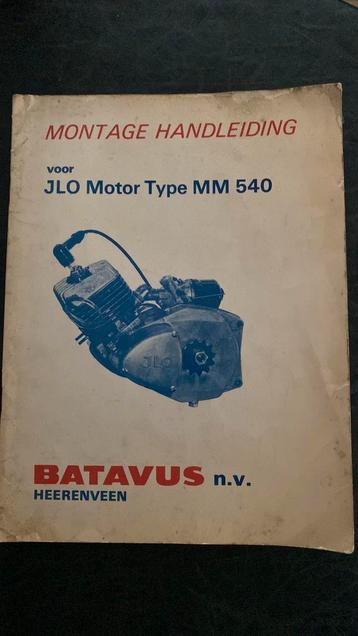 MONTAGE HANDLEIDING
voor
JLO Motor Type MM 540
JLO
BATAVUS n.v.
HEERENVEEN